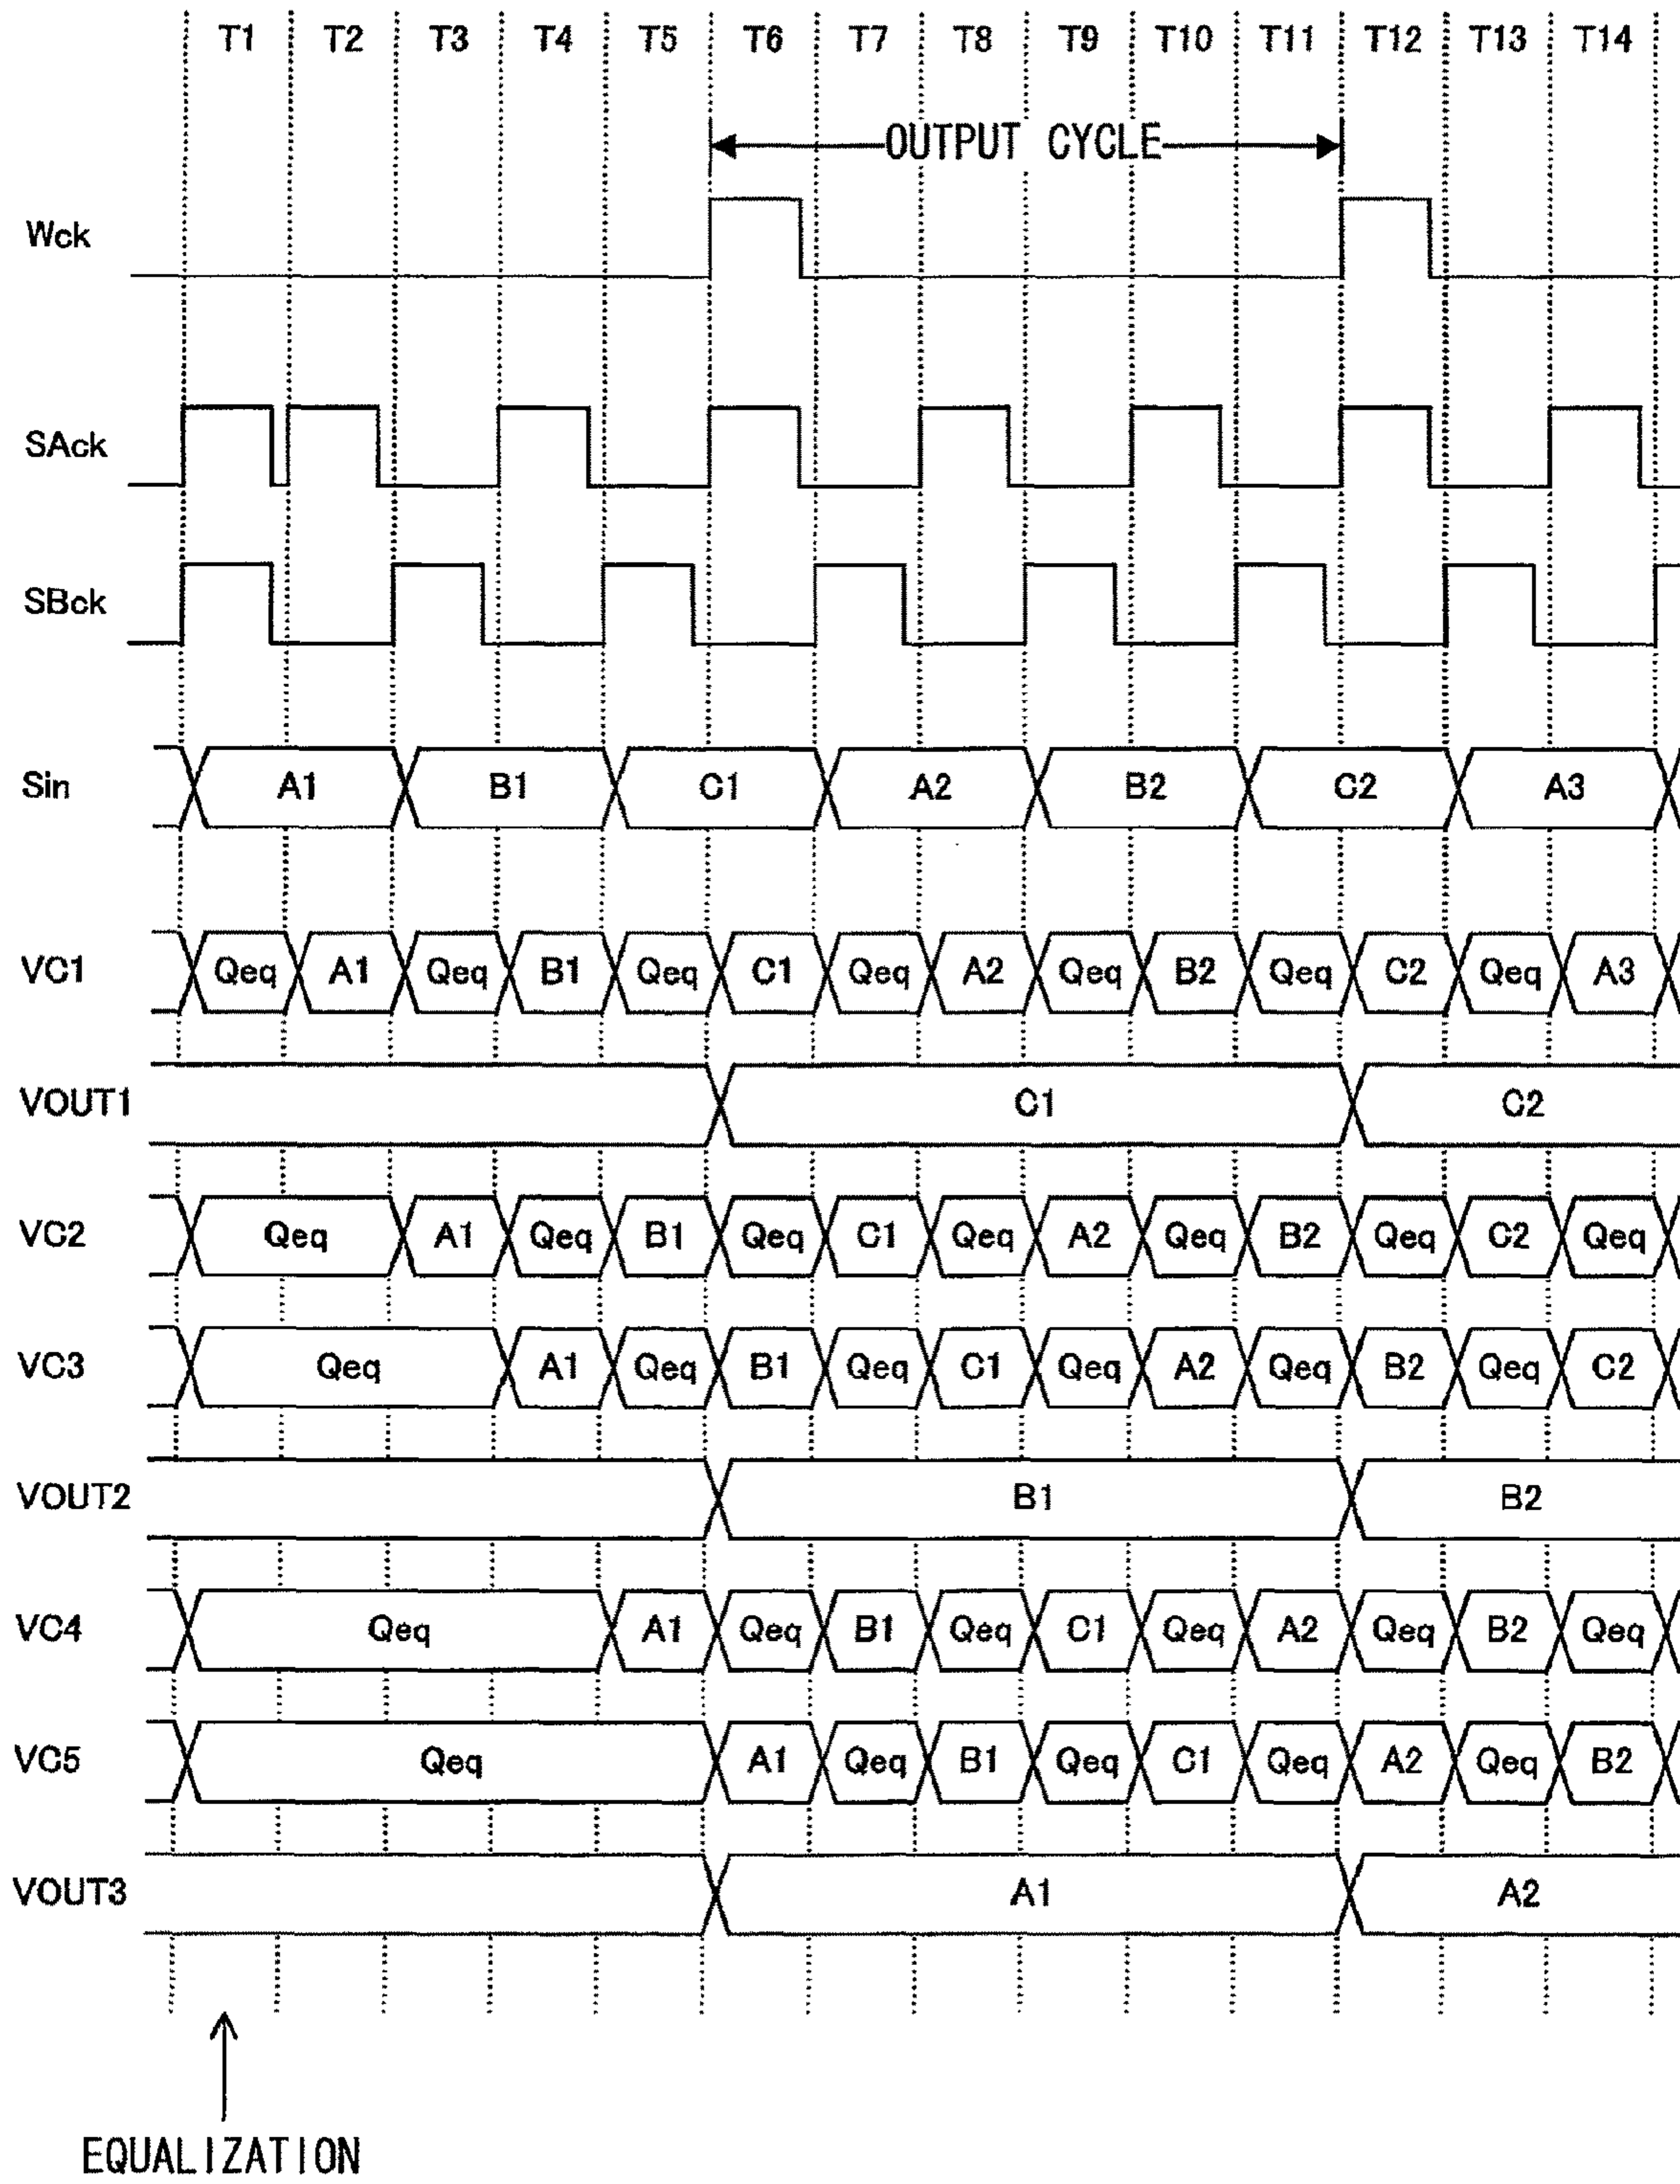 T1 T2 T3 T4 T5 T6 T7 T8 T9 T10 T11 T12 T13 T14
OUTPUT CYCLE
Wck
SAck
SBck
Sin A1 B1 C1 A2 B2 C2 A3
VC1 Qeq A1 Qeq B1 Qeq C1 Qeq A2 Qeq B2 Qeq C2 Qeq A3
VOUT1 C1 C2
VC2 Qeq A1 Qeq B1 Qeq C1 Qeq A2 Qeq B2 Qeq C2 Qeq
VC3 Qeq A1 Qeq B1 Qeq C1 Qeq A2 Qeq B2 Qeq C2
VOUT2 B1 B2
VC4 Qeq A1 Qeq B1 Qeq C1 Qeq A2 Qeq B2 Qeq
VC5 Qeq A1 Qeq B1 Qeq C1 Qeq A2 Qeq B2
VOUT3 A1 A2
EQUALIZATION